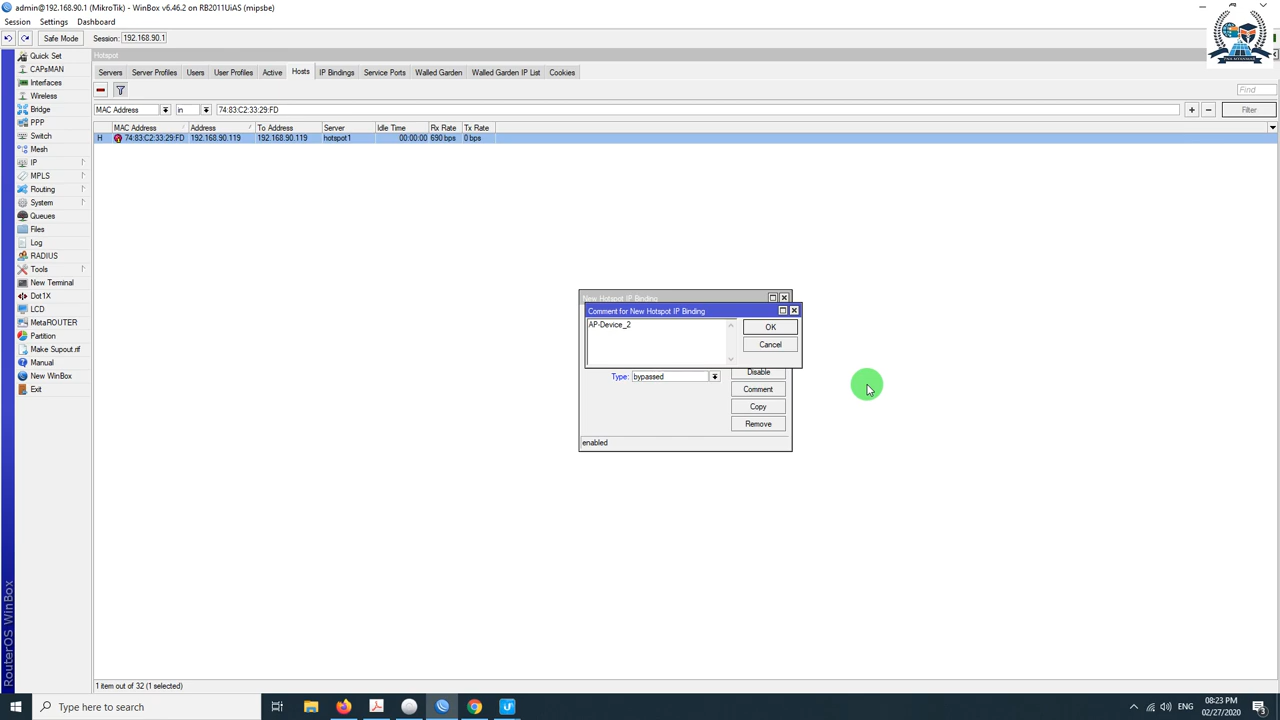 admin@192.168.90.1 (MikroTik) - WinBox v6.46.2 on RB2011UiAS (mipsbe)
Session Settings Dashboard
Safe Mode Session: 192.168.90.1
Quick Set
CAPsMAN
Interfaces
Wireless
Bridge
PPP
Switch
Mesh
IP
MPLS
Routing
System
Queues
Files
Log
RADIUS
Tools
New Terminal
Dot1X
LCD
MetaROUTER
Partition
Make Supout.rif
Manual
New WinBox
Exit
RouterOS WinBox
Hotspot
Servers Server Profiles Users User Profiles Active Hosts IP Bindings Service Ports Walled Garden Walled Garden IP List Cookies
Find
MAC Address in 74:83:C2:33:29:FD + − Filter
MAC Address Address To Address Server Idle Time Rx Rate Tx Rate
H 74:83:C2:33:29:FD 192.168.90.119 192.168.90.119 hotspot1 00:00:00 690 bps 0 bps
New Hotspot IP Binding
Comment for New Hotspot IP Binding
AP-Device_2
OK
Cancel
Type: bypassed
Disable
Comment
Copy
Remove
enabled
1 item out of 32 (1 selected)
Type here to search
ENG
08:23 PM
02/27/2020
3